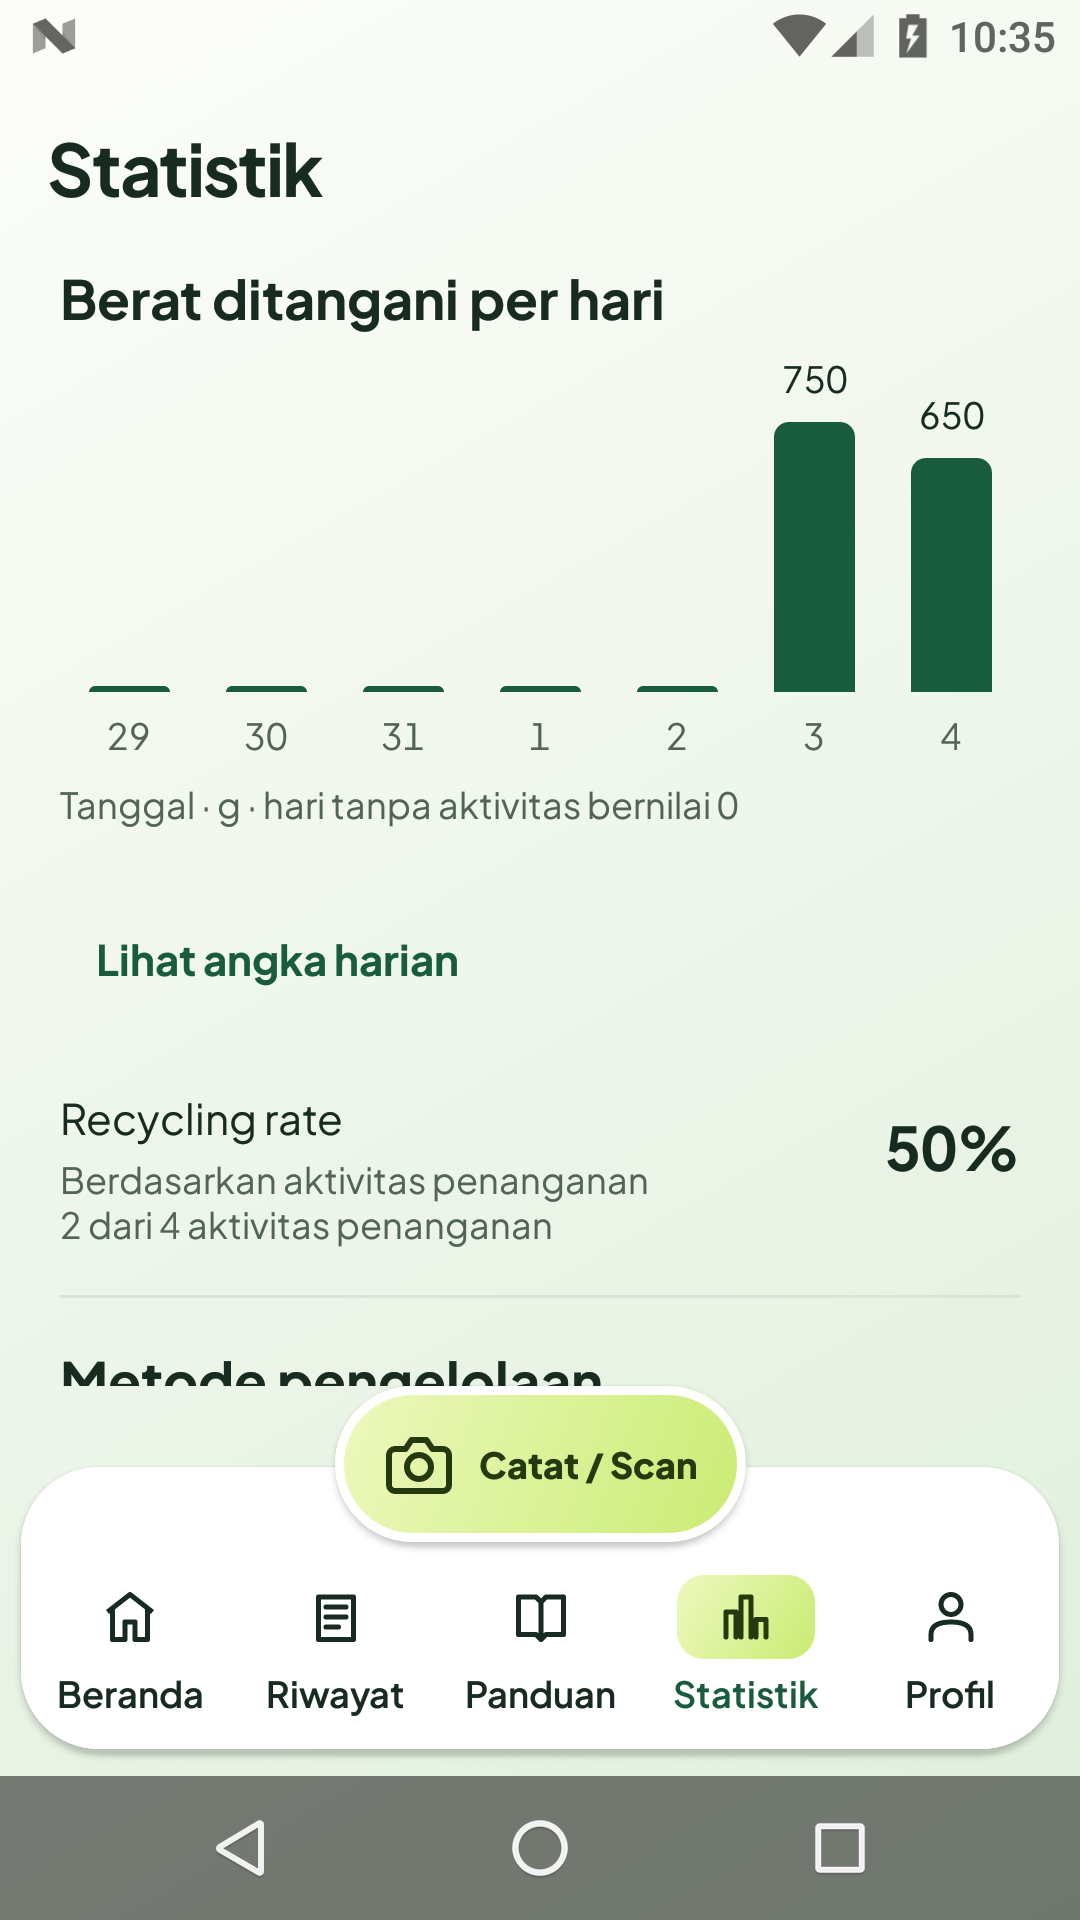 10:35
Statistik
Berat ditangani per hari
750
650
29 30 31 1 2 3 4
Tanggal · g · hari tanpa aktivitas bernilai 0
Lihat angka harian
Recycling rate
50%
Berdasarkan aktivitas penanganan
2 dari 4 aktivitas penanganan
Metode pengelolaan
Catat / Scan
Beranda Riwayat Panduan Statistik Profil